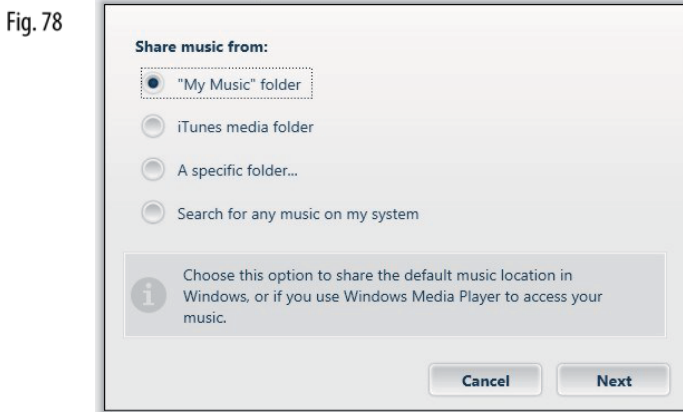 Fig. 78
Share music from:
"My Music" folder
iTunes media folder
A specific folder...
Search for any music on my system
Choose this option to share the default music location in
Windows, or if you use Windows Media Player to access your
music.
Cancel Next